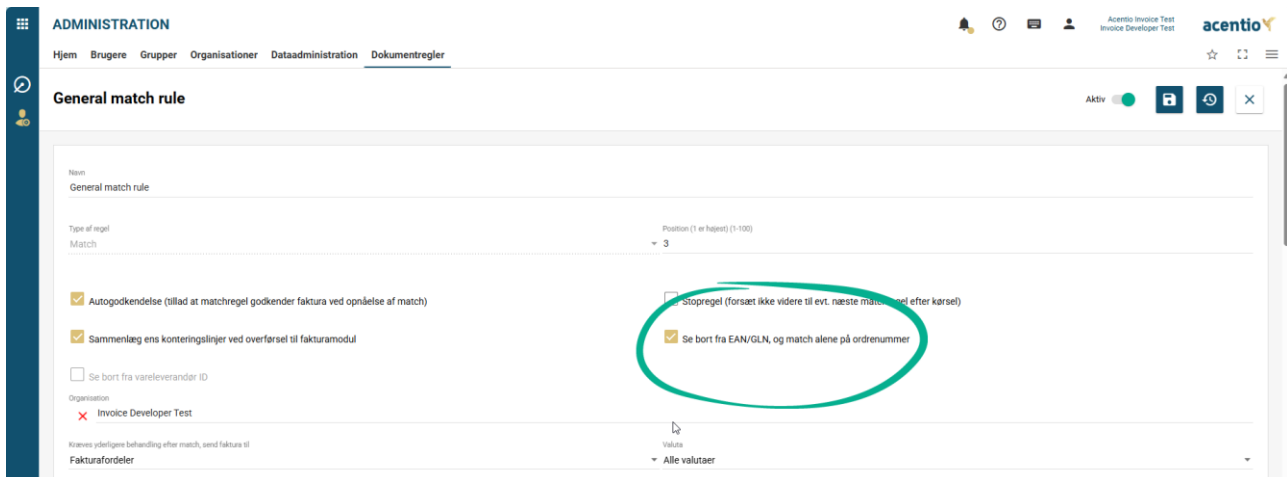 ADMINISTRATION
Acentio Invoice Test
Invoice Developer Test
acentio
Hjem Brugere Grupper Organisationer Dataadministration Dokumentregler
General match rule
Aktiv
Navn
General match rule
Type af regel
Match
Position (1 er højest) (1-100)
3
Autogodkendelse (tillad at matchregel godkender faktura ved opnåelse af match)
Stopregel (forsæt ikke videre til evt. næste match gel efter kørsel)
Sammenlæg ens konteringslinjer ved overførsel til fakturamodul
Se bort fra EAN/GLN, og match alene på ordrenummer
Se bort fra vareleverandør ID
Organisation
Invoice Developer Test
Kræves yderligere behandling efter match, send faktura til
Fakturafordeler
Valuta
Alle valutaer